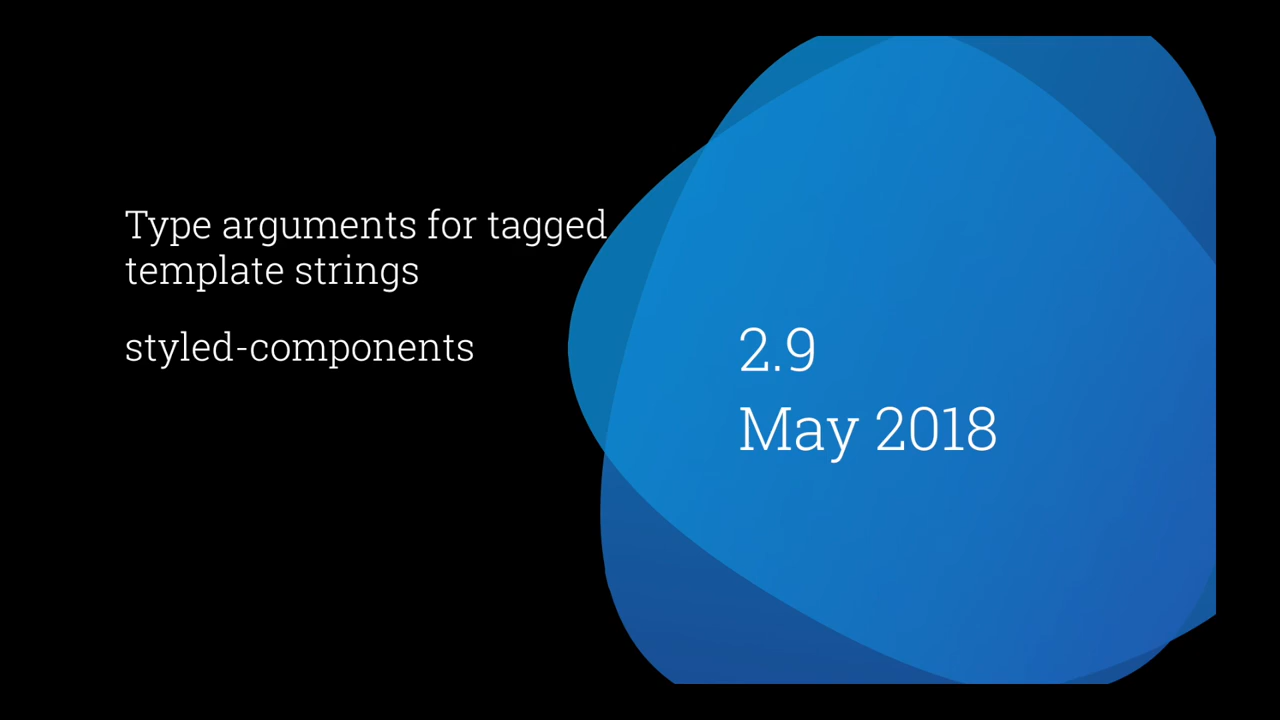 Type arguments for tagged
template strings
styled-components
2.9
May 2018